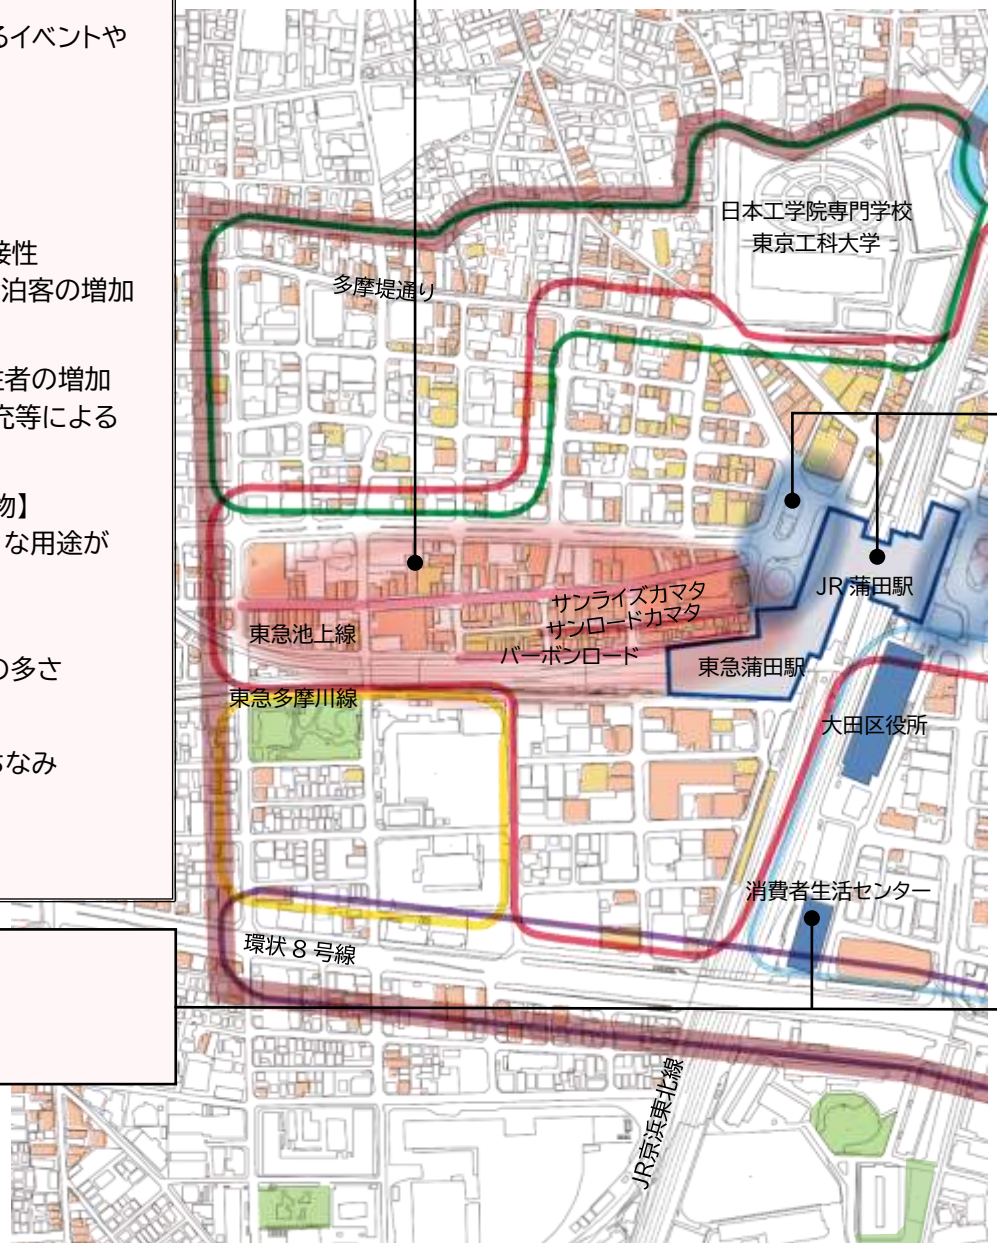 るイベントや
接性
泊客の増加
者の増加
充等による
物】
な用途が
の多さ
ちなみ
日本工学院専門学校
東京工科大学
多摩堤通り
サンライズカマタ
サンロードカマタ
バーボンロード
JR 蒲田駅
東急池上線
東急蒲田駅
東急多摩川線
大田区役所
消費者生活センター
環状 8 号線
JR京浜東北線